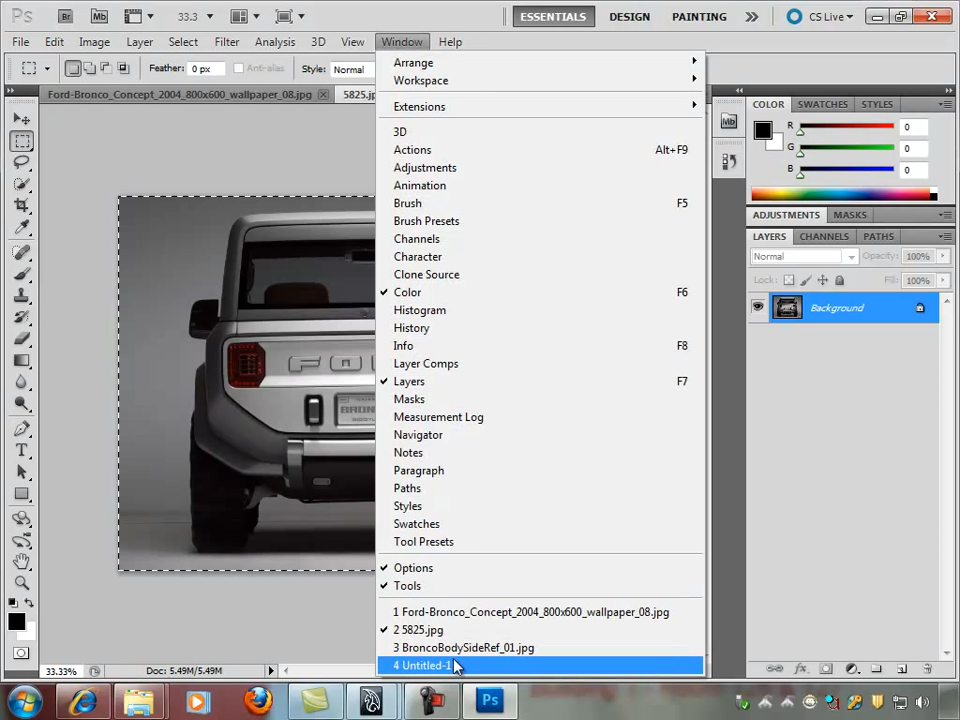 Ps Br Mb 33.3 ESSENTIALS DESIGN PAINTING CS Live
File Edit Image Layer Select Filter Analysis 3D View Window Help
Feather: 0 px Anti-alias Style: Normal
Ford-Bronco_Concept_2004_800x600_wallpaper_08.jpg 5825.jp
Arrange
Workspace
Extensions
3D
Actions Alt+F9
Adjustments
Animation
Brush F5
Brush Presets
Channels
Character
Clone Source
Color F6
Histogram
History
Info F8
Layer Comps
Layers F7
Masks
Measurement Log
Navigator
Notes
Paragraph
Paths
Styles
Swatches
Tool Presets
Options
Tools
1 Ford-Bronco_Concept_2004_800x600_wallpaper_08.jpg
2 5825.jpg
3 BroncoBodySideRef_01.jpg
4 Untitled-1
Mb
COLOR SWATCHES STYLES
R 0
G 0
B 0
ADJUSTMENTS MASKS
LAYERS CHANNELS PATHS
Normal Opacity: 100%
Lock: Fill: 100%
Background
33.33% Doc: 5.49M/5.49M
Ps